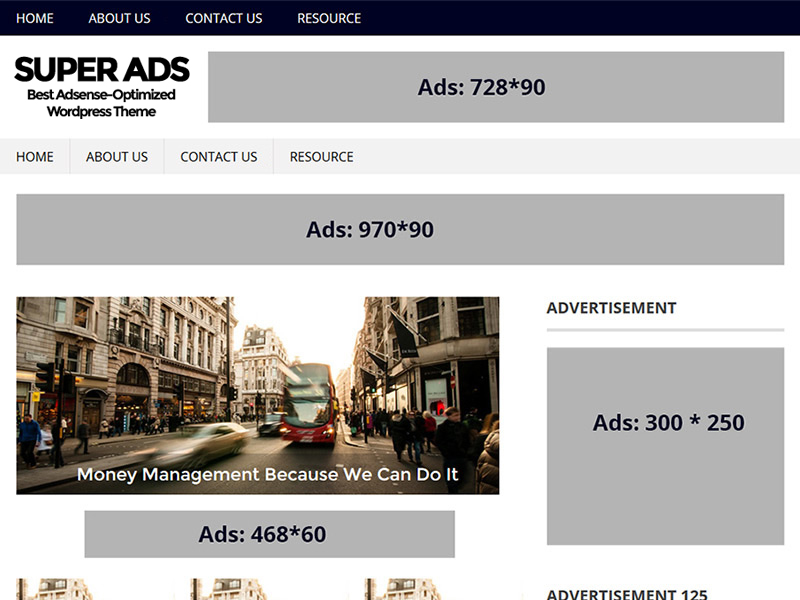 HOME ABOUT US CONTACT US RESOURCE
SUPER ADS
Best Adsense-Optimized
Wordpress Theme
Ads: 728*90
HOME ABOUT US CONTACT US RESOURCE
Ads: 970*90
Money Management Because We Can Do It
Ads: 468*60
ADVERTISEMENT
Ads: 300 * 250
ADVERTISEMENT 125